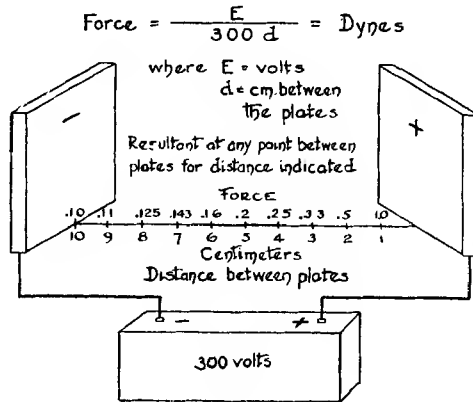 Force = E / 300 d = Dynes
where E = volts
d = cm. between
the plates
− +
Resultant at any point between
plates for distance indicated
FORCE
.10 .11 .125 .143 .16 .2 .25 .33 .5 1.0
10 9 8 7 6 5 4 3 2 1
Centimeters
Distance between plates
− +
300 volts